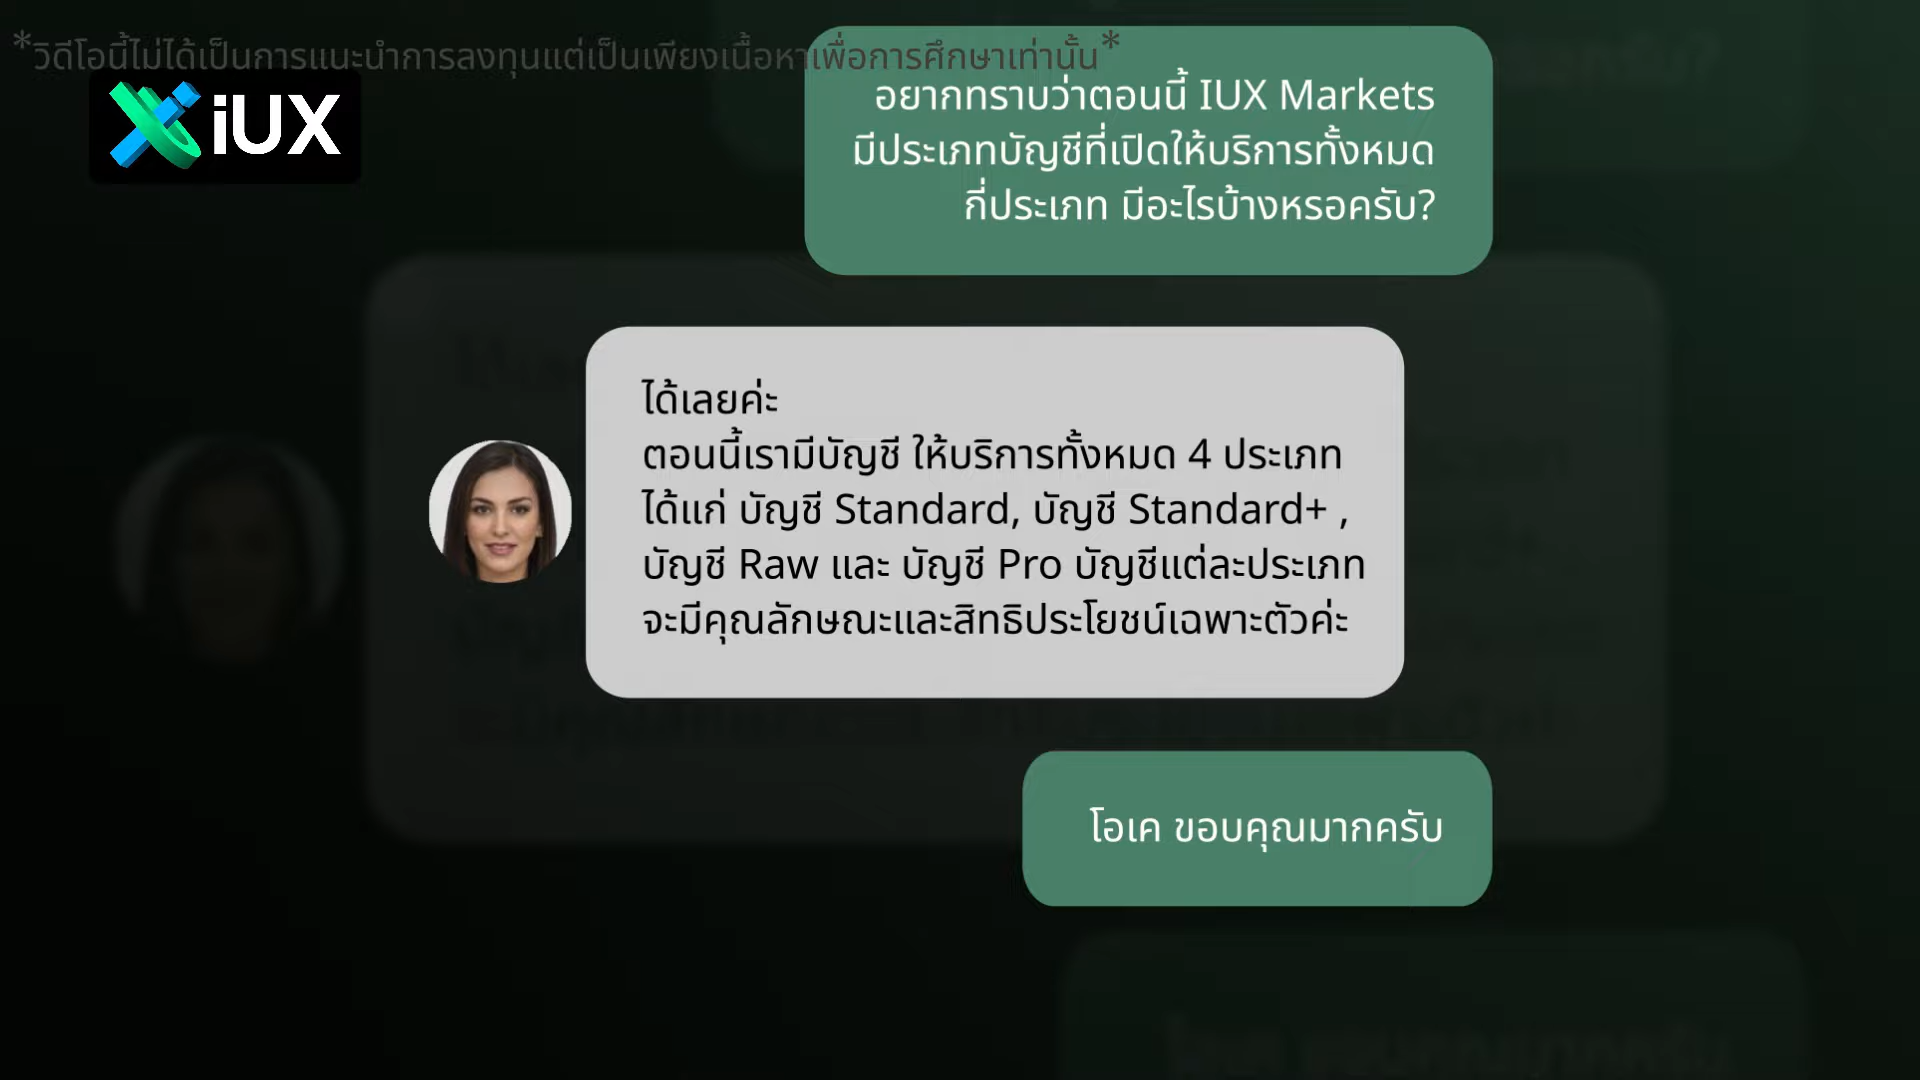 *วิดีโอนี้ไม่ได้เป็นการแนะนำการลงทุนแต่เป็นเพียงเนื้อหาเพื่อการศึกษาเท่านั้น*
iUX
อยากทราบว่าตอนนี้ IUX Markets
มีประเภทบัญชีที่เปิดให้บริการทั้งหมด
กี่ประเภท มีอะไรบ้างหรอครับ?
ได้เลยค่ะ
ตอนนี้เรามีบัญชี ให้บริการทั้งหมด 4 ประเภท
ได้แก่ บัญชี Standard, บัญชี Standard+ ,
บัญชี Raw และ บัญชี Pro บัญชีแต่ละประเภท
จะมีคุณลักษณะและสิทธิประโยชน์เฉพาะตัวค่ะ
โอเค ขอบคุณมากครับ